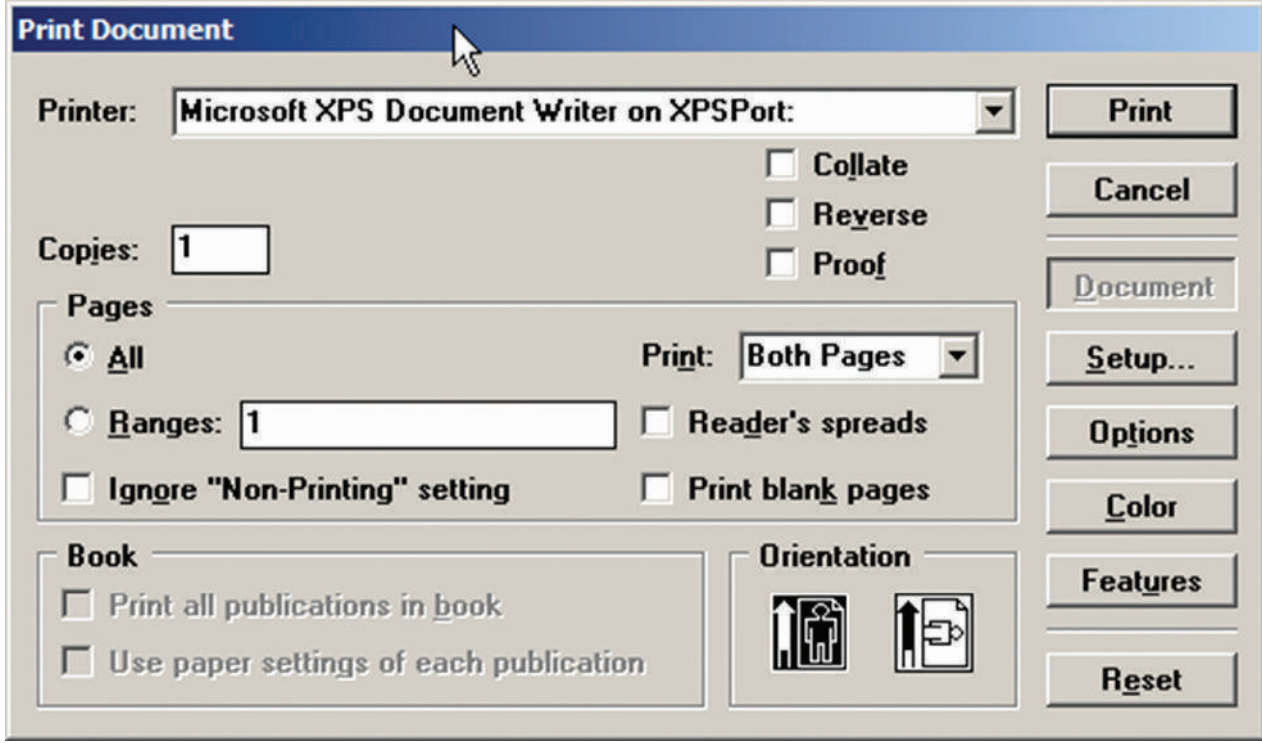 Print Document
Printer: Microsoft XPS Document Writer on XPSPort:
Print
Collate
Cancel
Reverse
Copies: 1
Proof
Document
Pages
All
Print: Both Pages
Setup...
Ranges: 1
Reader's spreads
Options
Ignore "Non-Printing" setting
Print blank pages
Color
Book
Orientation
Print all publications in book
Features
Use paper settings of each publication
Reset